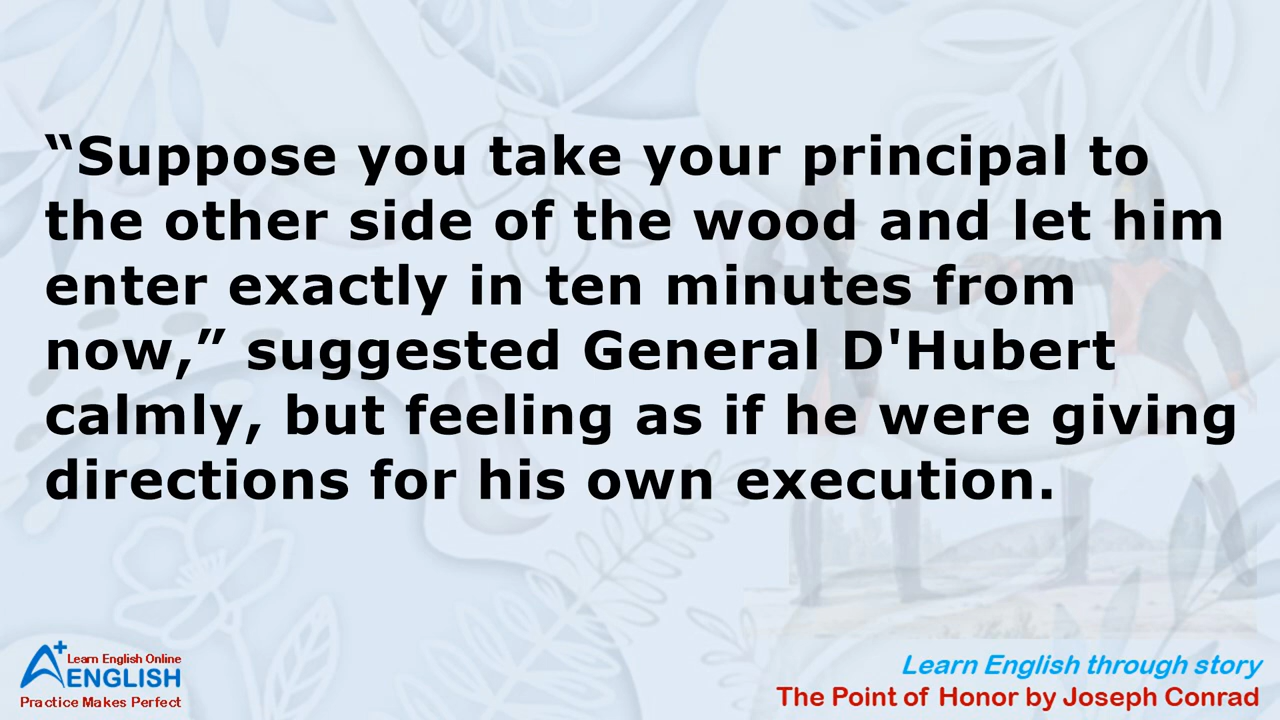 “Suppose you take your principal to
the other side of the wood and let him
enter exactly in ten minutes from
now,” suggested General D'Hubert
calmly, but feeling as if he were giving
directions for his own execution.
A+ Learn English Online
ENGLISH
Practice Makes Perfect
Learn English through story
The Point of Honor by Joseph Conrad